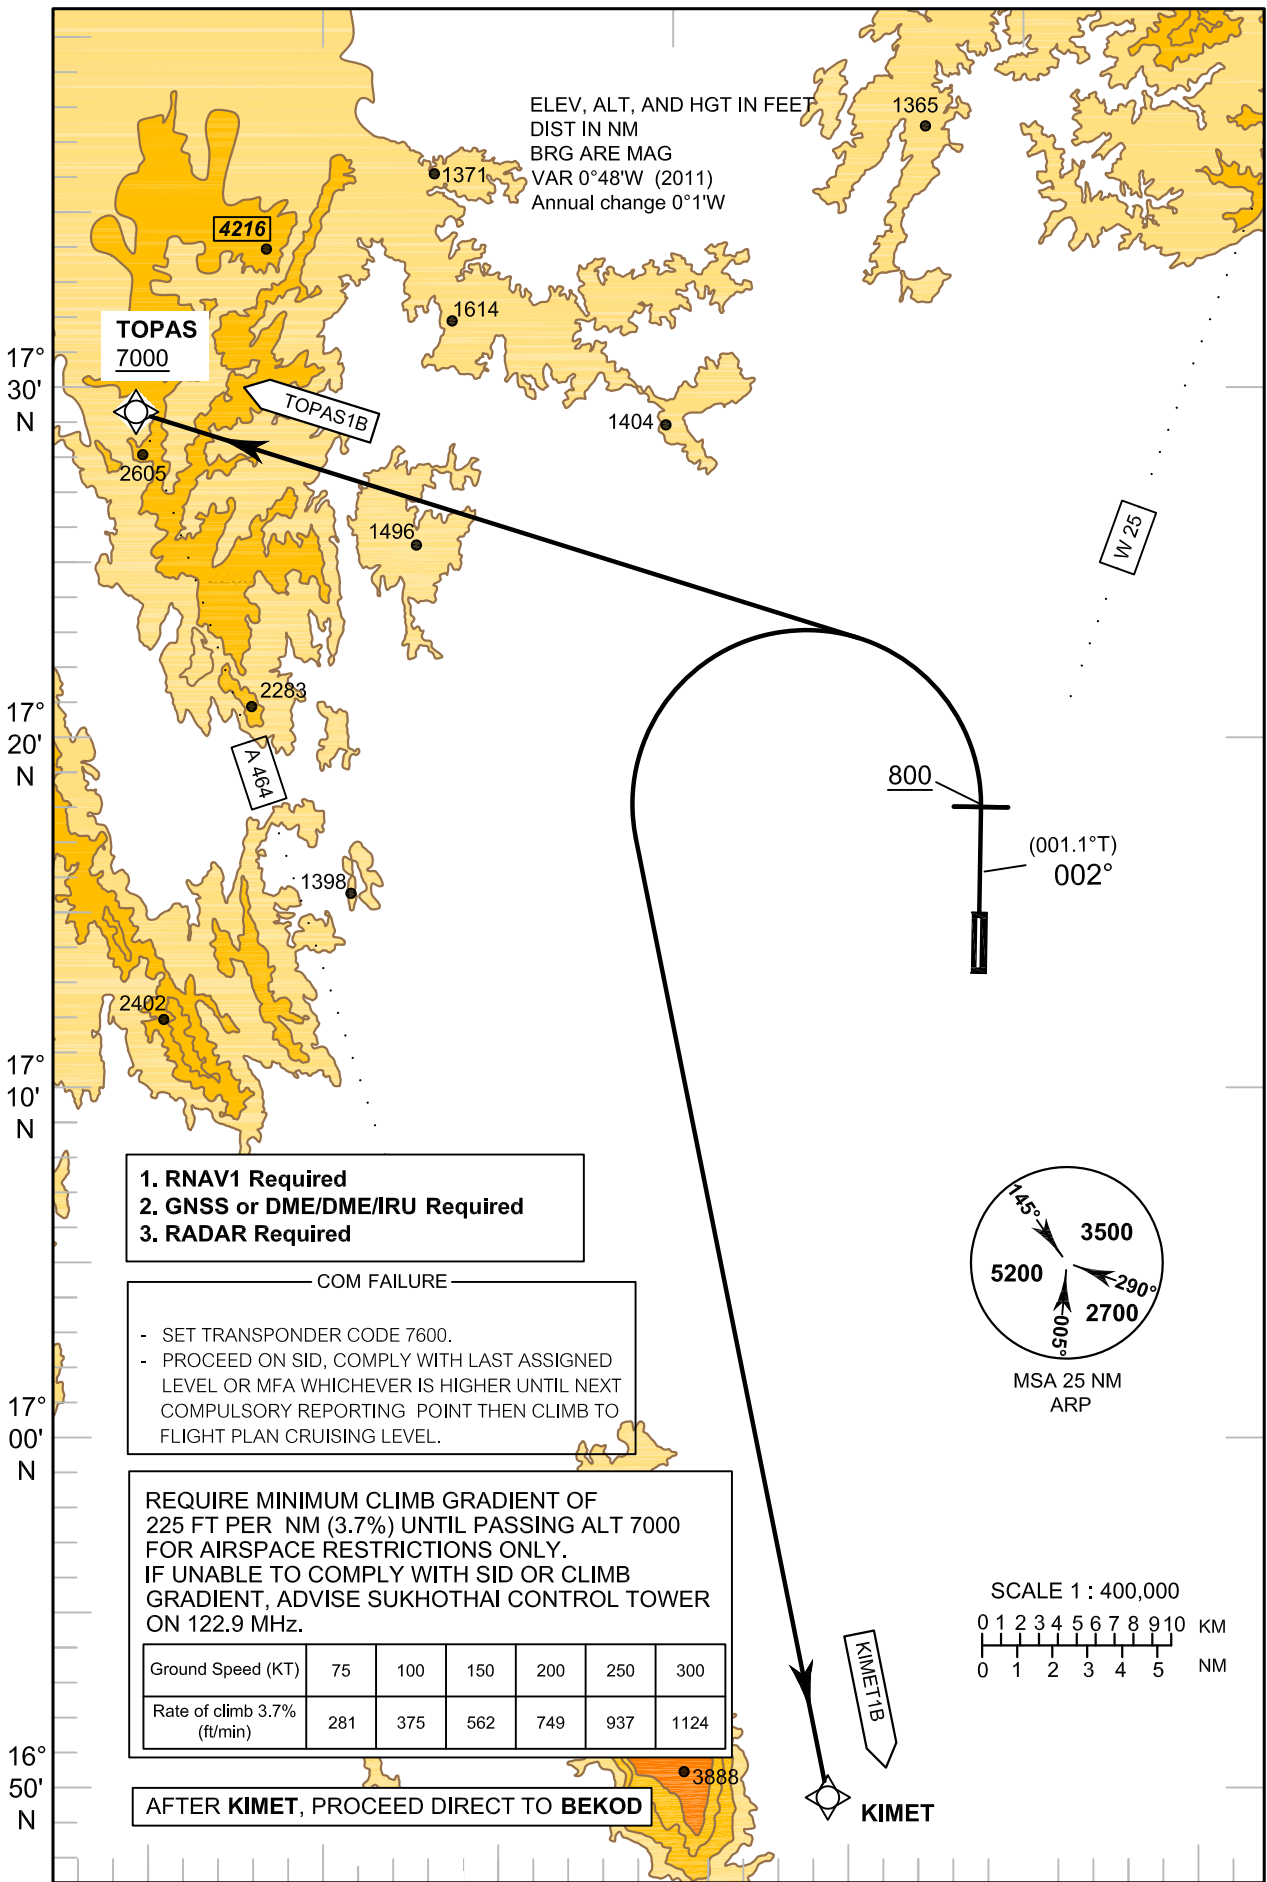 ELEV, ALT, AND HGT IN FEET
DIST IN NM
BRG ARE MAG
VAR 0°48'W (2011)
Annual change 0°1'W
1365
1371
4216
1614
TOPAS
7000
17°
30'
N
TOPAS1B
1404
2605
1496
W 25
2283
17°
20'
N
A 464
800
(001.1°T)
002°
1398
2402
17°
10'
N
1. RNAV1 Required
2. GNSS or DME/DME/IRU Required
3. RADAR Required
COM FAILURE
- SET TRANSPONDER CODE 7600.
- PROCEED ON SID, COMPLY WITH LAST ASSIGNED
LEVEL OR MFA WHICHEVER IS HIGHER UNTIL NEXT
COMPULSORY REPORTING POINT THEN CLIMB TO
FLIGHT PLAN CRUISING LEVEL.
145°
3500
5200
290°
2700
005°
MSA 25 NM
ARP
17°
00'
N
REQUIRE MINIMUM CLIMB GRADIENT OF
225 FT PER NM (3.7%) UNTIL PASSING ALT 7000
FOR AIRSPACE RESTRICTIONS ONLY.
IF UNABLE TO COMPLY WITH SID OR CLIMB
GRADIENT, ADVISE SUKHOTHAI CONTROL TOWER
ON 122.9 MHz.
Ground Speed (KT) 75 100 150 200 250 300
Rate of climb 3.7%
(ft/min) 281 375 562 749 937 1124
SCALE 1 : 400,000
0 1 2 3 4 5 6 7 8 9 10 KM
0 1 2 3 4 5 NM
KIMET1B
16°
50'
N
3888
KIMET
AFTER KIMET, PROCEED DIRECT TO BEKOD